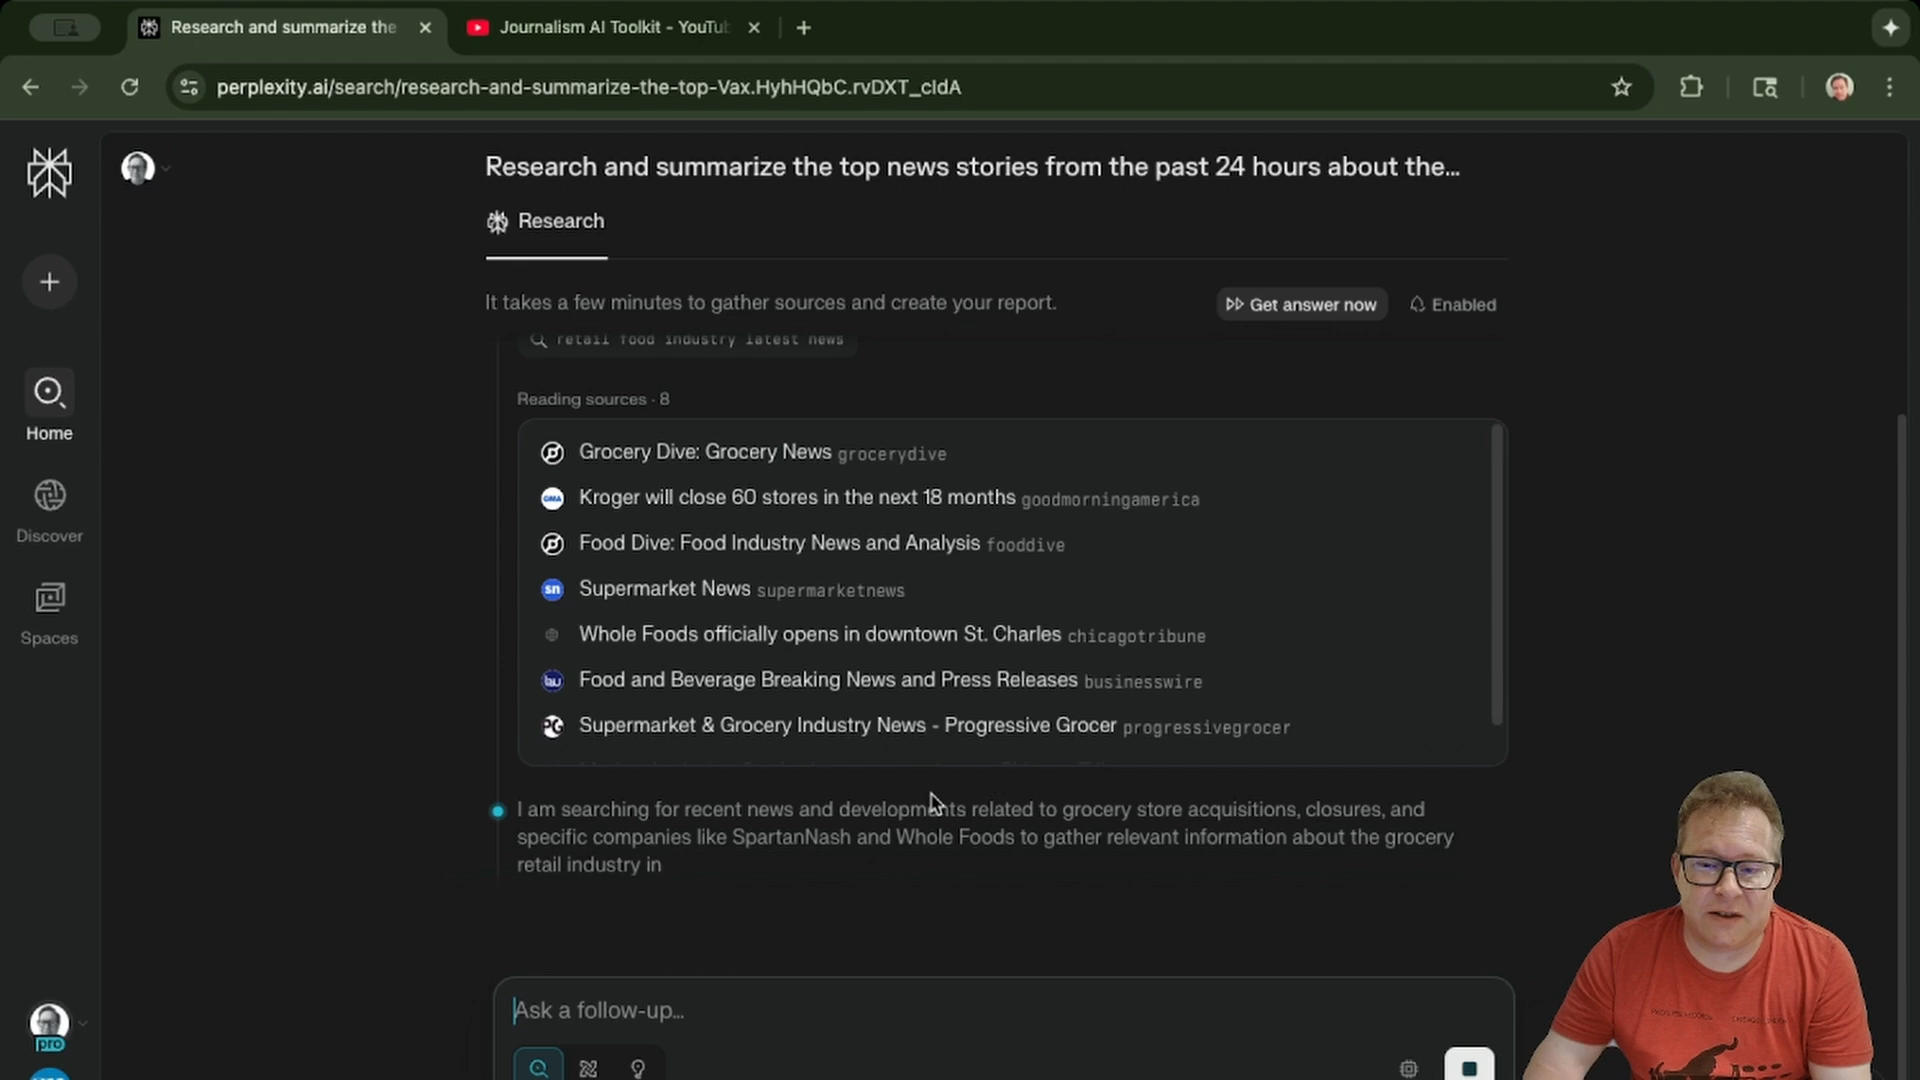 Research and summarize the
Journalism AI Toolkit - YouTu
perplexity.ai/search/research-and-summarize-the-top-Vax.HyhHQbC.rvDXT_cIdA
Research and summarize the top news stories from the past 24 hours about the...
Research
It takes a few minutes to gather sources and create your report.
Get answer now
Enabled
retail food industry latest news
Reading sources · 8
Grocery Dive: Grocery News grocerydive
Kroger will close 60 stores in the next 18 months goodmorningamerica
Food Dive: Food Industry News and Analysis fooddive
sn Supermarket News supermarketnews
Whole Foods officially opens in downtown St. Charles chicagotribune
Food and Beverage Breaking News and Press Releases businesswire
Supermarket & Grocery Industry News - Progressive Grocer progressivegrocer
I am searching for recent news and developments related to grocery store acquisitions, closures, and
specific companies like SpartanNash and Whole Foods to gather relevant information about the grocery
retail industry in
Ask a follow-up...
Home
Discover
Spaces
pro